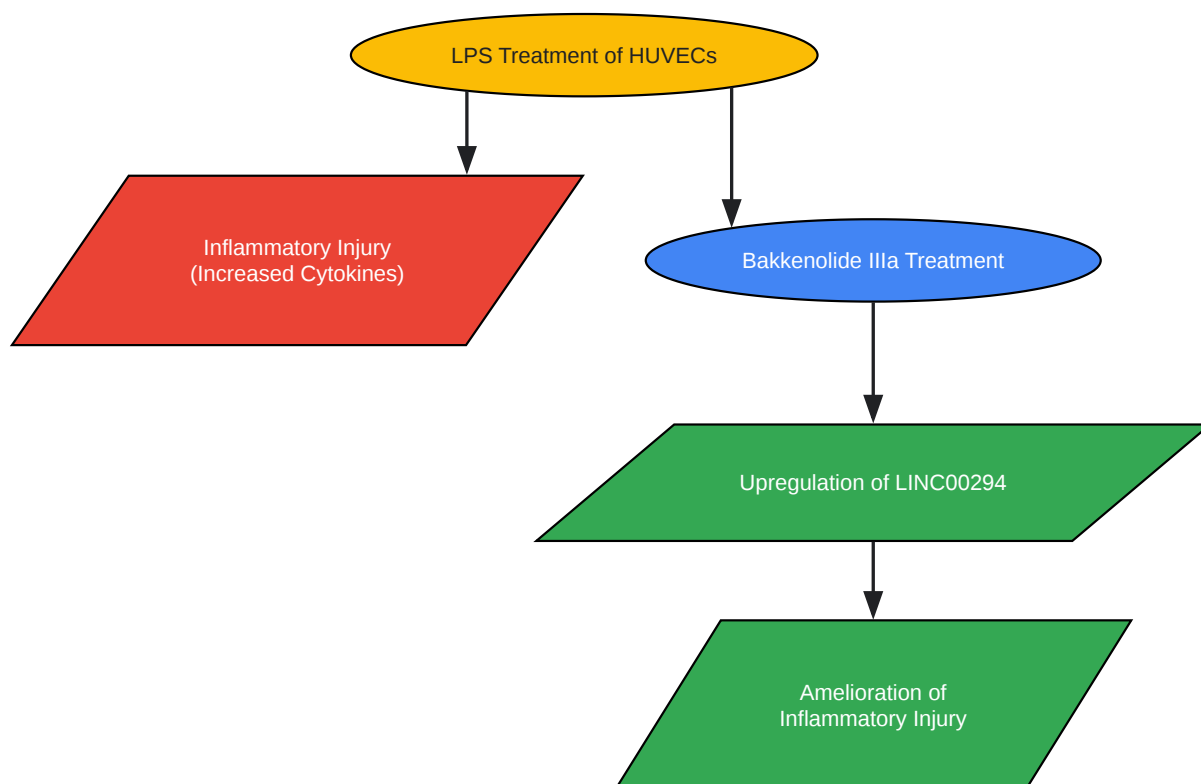 LPS Treatment of HUVECs
Inflammatory Injury
(Increased Cytokines)
Bakkenolide IIIa Treatment
Upregulation of LINC00294
Amelioration of
Inflammatory Injury